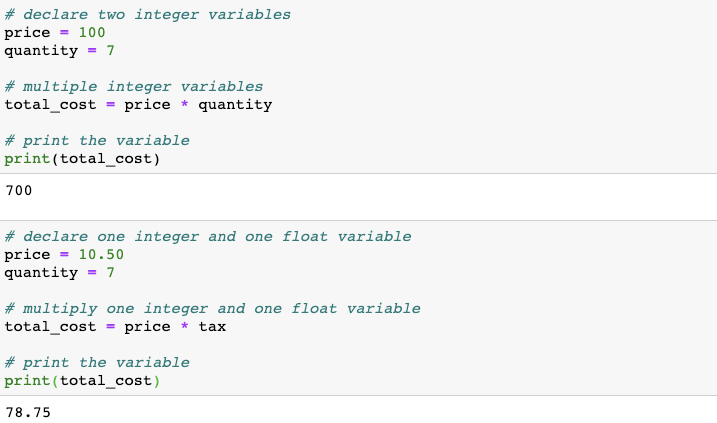 # declare two integer variables
price = 100
quantity = 7
# multiple integer variables
total_cost = price * quantity
# print the variable
print(total_cost)
700
# declare one integer and one float variable
price = 10.50
quantity = 7
# multiply one integer and one float variable
total_cost = price * tax
# print the variable
print(total_cost)
78.75